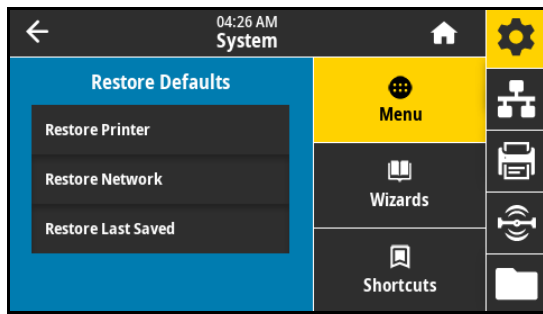 04:26 AM
System
Restore Defaults
Restore Printer
Restore Network
Restore Last Saved
Menu
Wizards
Shortcuts